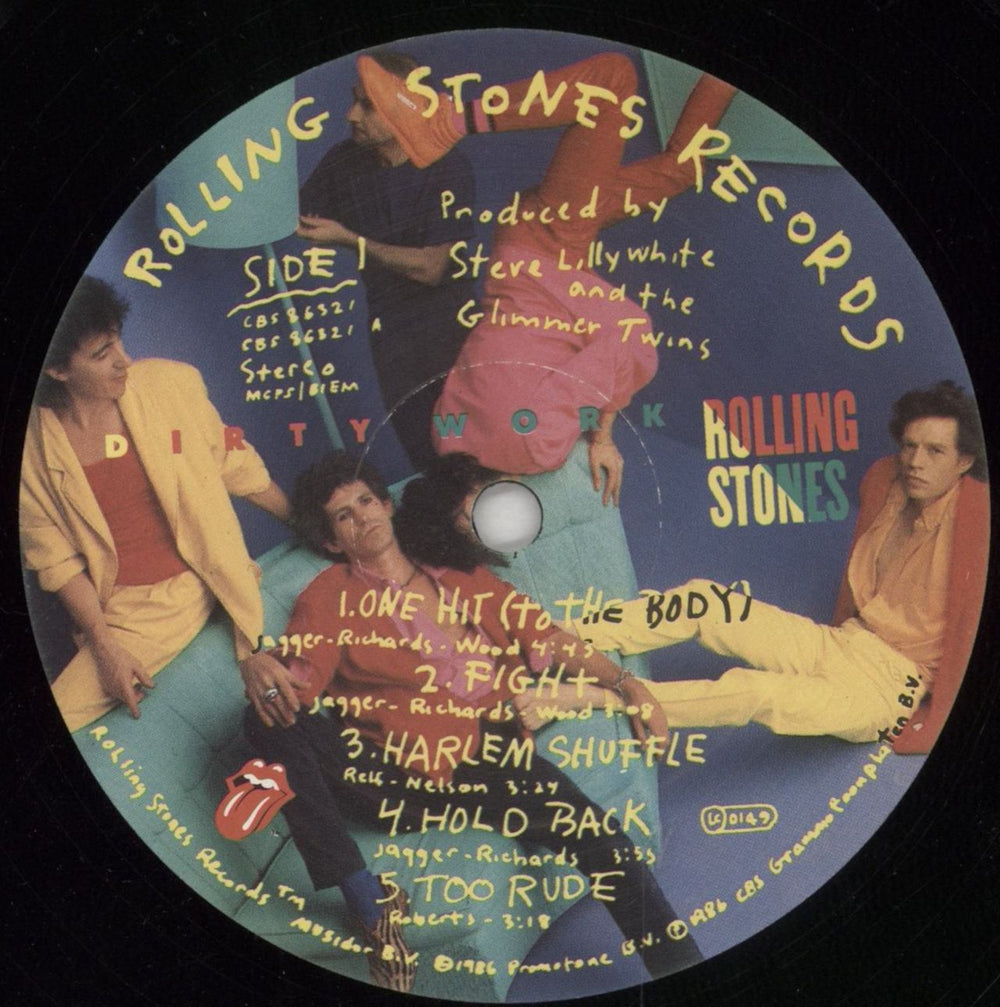 ROLLING STONES RECORDS
Produced by
Steve Lillywhite
and the
Glimmer Twins
SIDE 1
CBS 86321
CBS 86321 A
Stereo
MCPS/BIEM
DIRTY WORK
ROLLING
STONES
1.ONE HIT (to tHE BODY)
Jagger-Richards-Wood 4:43
2.FIGHt
Jagger-Richards-Wood 3:08
3.HARLEM SHUFFLE
Relf-Nelson 3:24
4.HOLD BACK
Jagger-Richards 3:55
LC 0149
5.TOO RUDE
Roberts-3:18
Rolling Stones Records TM Musidor B.V. ©1986 Promotone B.V. ℗1986 CBS Grammofoonplaten B.V.